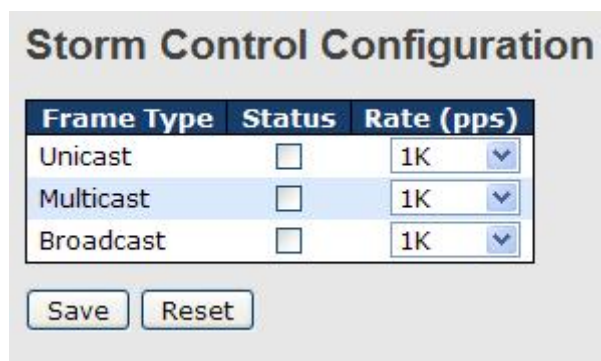 Storm Control Configuration
Frame Type Status Rate (pps)
Unicast 1K
Multicast 1K
Broadcast 1K
Save Reset